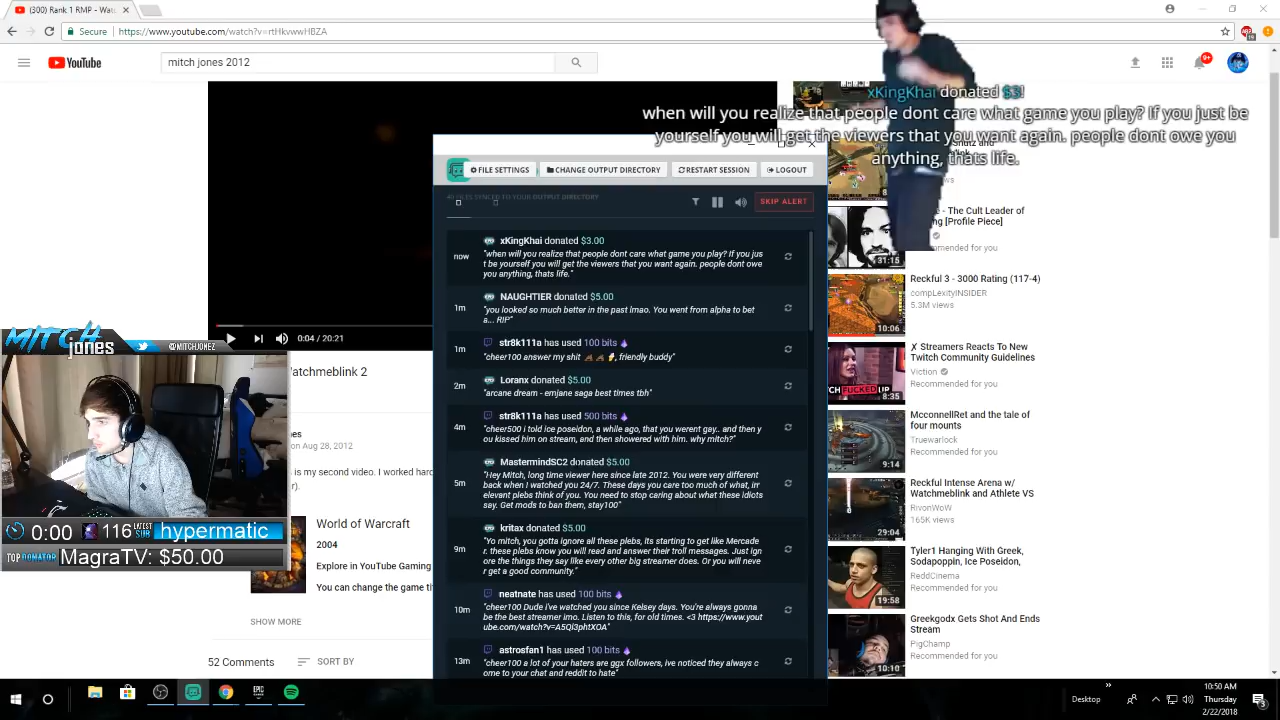 (300) Rank 1 RMP - Wat
Secure
https://www.youtube.com/watch?v=rtHkvwwHBZA
YouTube
mitch jones 2012
9+
xKingKhai donated $3!
when will you realize that people dont care what game you play? If you just be
yourself you will get the viewers that you want again. people dont owe you
anything, thats life.
FILE SETTINGS
CHANGE OUTPUT DIRECTORY
RESTART SESSION
LOGOUT
OUTPUT DIRECTORY
SKIP ALERT
now
xKingKhai donated $3.00
"when will you realize that people dont care what game you play? If you jus
t be yourself you will get the viewers that you want again. people dont owe
you anything, thats life."
1m
NAUGHTIER donated $5.00
"you looked so much better in the past lmao. You went from alpha to bet
a... RIP"
1m
str8k111a has used 100 bits
"cheer100 answer my shit 🙏🙏, friendly buddy"
2m
Loranx donated $5.00
"arcane dream - emjane saga best times tbh"
4m
str8k111a has used 500 bits
"cheer500 i told ice poseidon, a while ago, that you werent gay.. and then y
ou kissed him on stream, and then showered with him. why mitch?"
5m
MastermindSC2 donated $5.00
"Hey Mitch, long time viewer here since late 2012. You were very different
back when I watched you 24/7. These days you care too much of what, irr
elevant plebs think of you. You need to stop caring about what these idiots
say. Get mods to ban them, stay100"
9m
kritax donated $5.00
"Yo mitch, you gotta ignore all these plebs, its starting to get like Mercade
r. these plebs know you will read and answer their troll messages. Just ign
ore the things they say like every other big streamer does. Or you will neve
r get a good community."
10m
neatnate has used 100 bits
"cheer100 Dude i've watched you since Kelsey days. You're always gonna
be the best streamer imo. Listen to this, for old times. <3 https://www.yout
ube.com/watch?v=A5Ql3phtXOA"
13m
astrosfan1 has used 100 bits
"cheer100 a lot of your haters are ggx followers, ive noticed they always c
ome to your chat and reddit to hate"
0:04 / 20:21
MITCH
jones
@MITCHJONEZ
atchmeblink 2
nes
on Aug 28, 2012
is my second video. I worked hard
r).
0:00
116
LATEST
SUB
hypermatic
TOP DONATOR
MagraTV: $50.00
World of Warcraft
2004
Explore in YouTube Gaming
You can change the game ti
SHOW MORE
52 Comments
SORT BY
e - The Cult Leader of
[Profile Piece]
mended for you
31:15
Reckful 3 - 3000 Rating (117-4)
compLexityINSIDER
5.3M views
10:06
✗ Streamers Reacts To New
Twitch Community Guidelines
Viction
Recommended for you
CKED UP
8:35
McconnellRet and the tale of
four mounts
Truewarlock
Recommended for you
9:14
Reckful Intense Arena w/
Watchmeblink and Athlete VS
RivonWoW
165K views
29:04
Tyler1 Hanging With Greek,
Sodapoppin, Ice Poseidon,
ReddCinema
Recommended for you
19:58
Greekgodx Gets Shot And Ends
Stream
PigChamp
Recommended for you
10:10
Desktop
10:50 AM
Thursday
2/22/2018
3